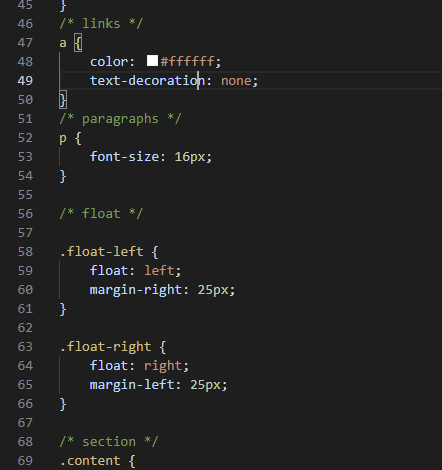 45 }
46 /* links */
47 a {
48 color: #ffffff;
49 text-decoration: none;
50 }
51 /* paragraphs */
52 p {
53 font-size: 16px;
54 }
55
56 /* float */
57
58 .float-left {
59 float: left;
60 margin-right: 25px;
61 }
62
63 .float-right {
64 float: right;
65 margin-left: 25px;
66 }
67
68 /* section */
69 .content {